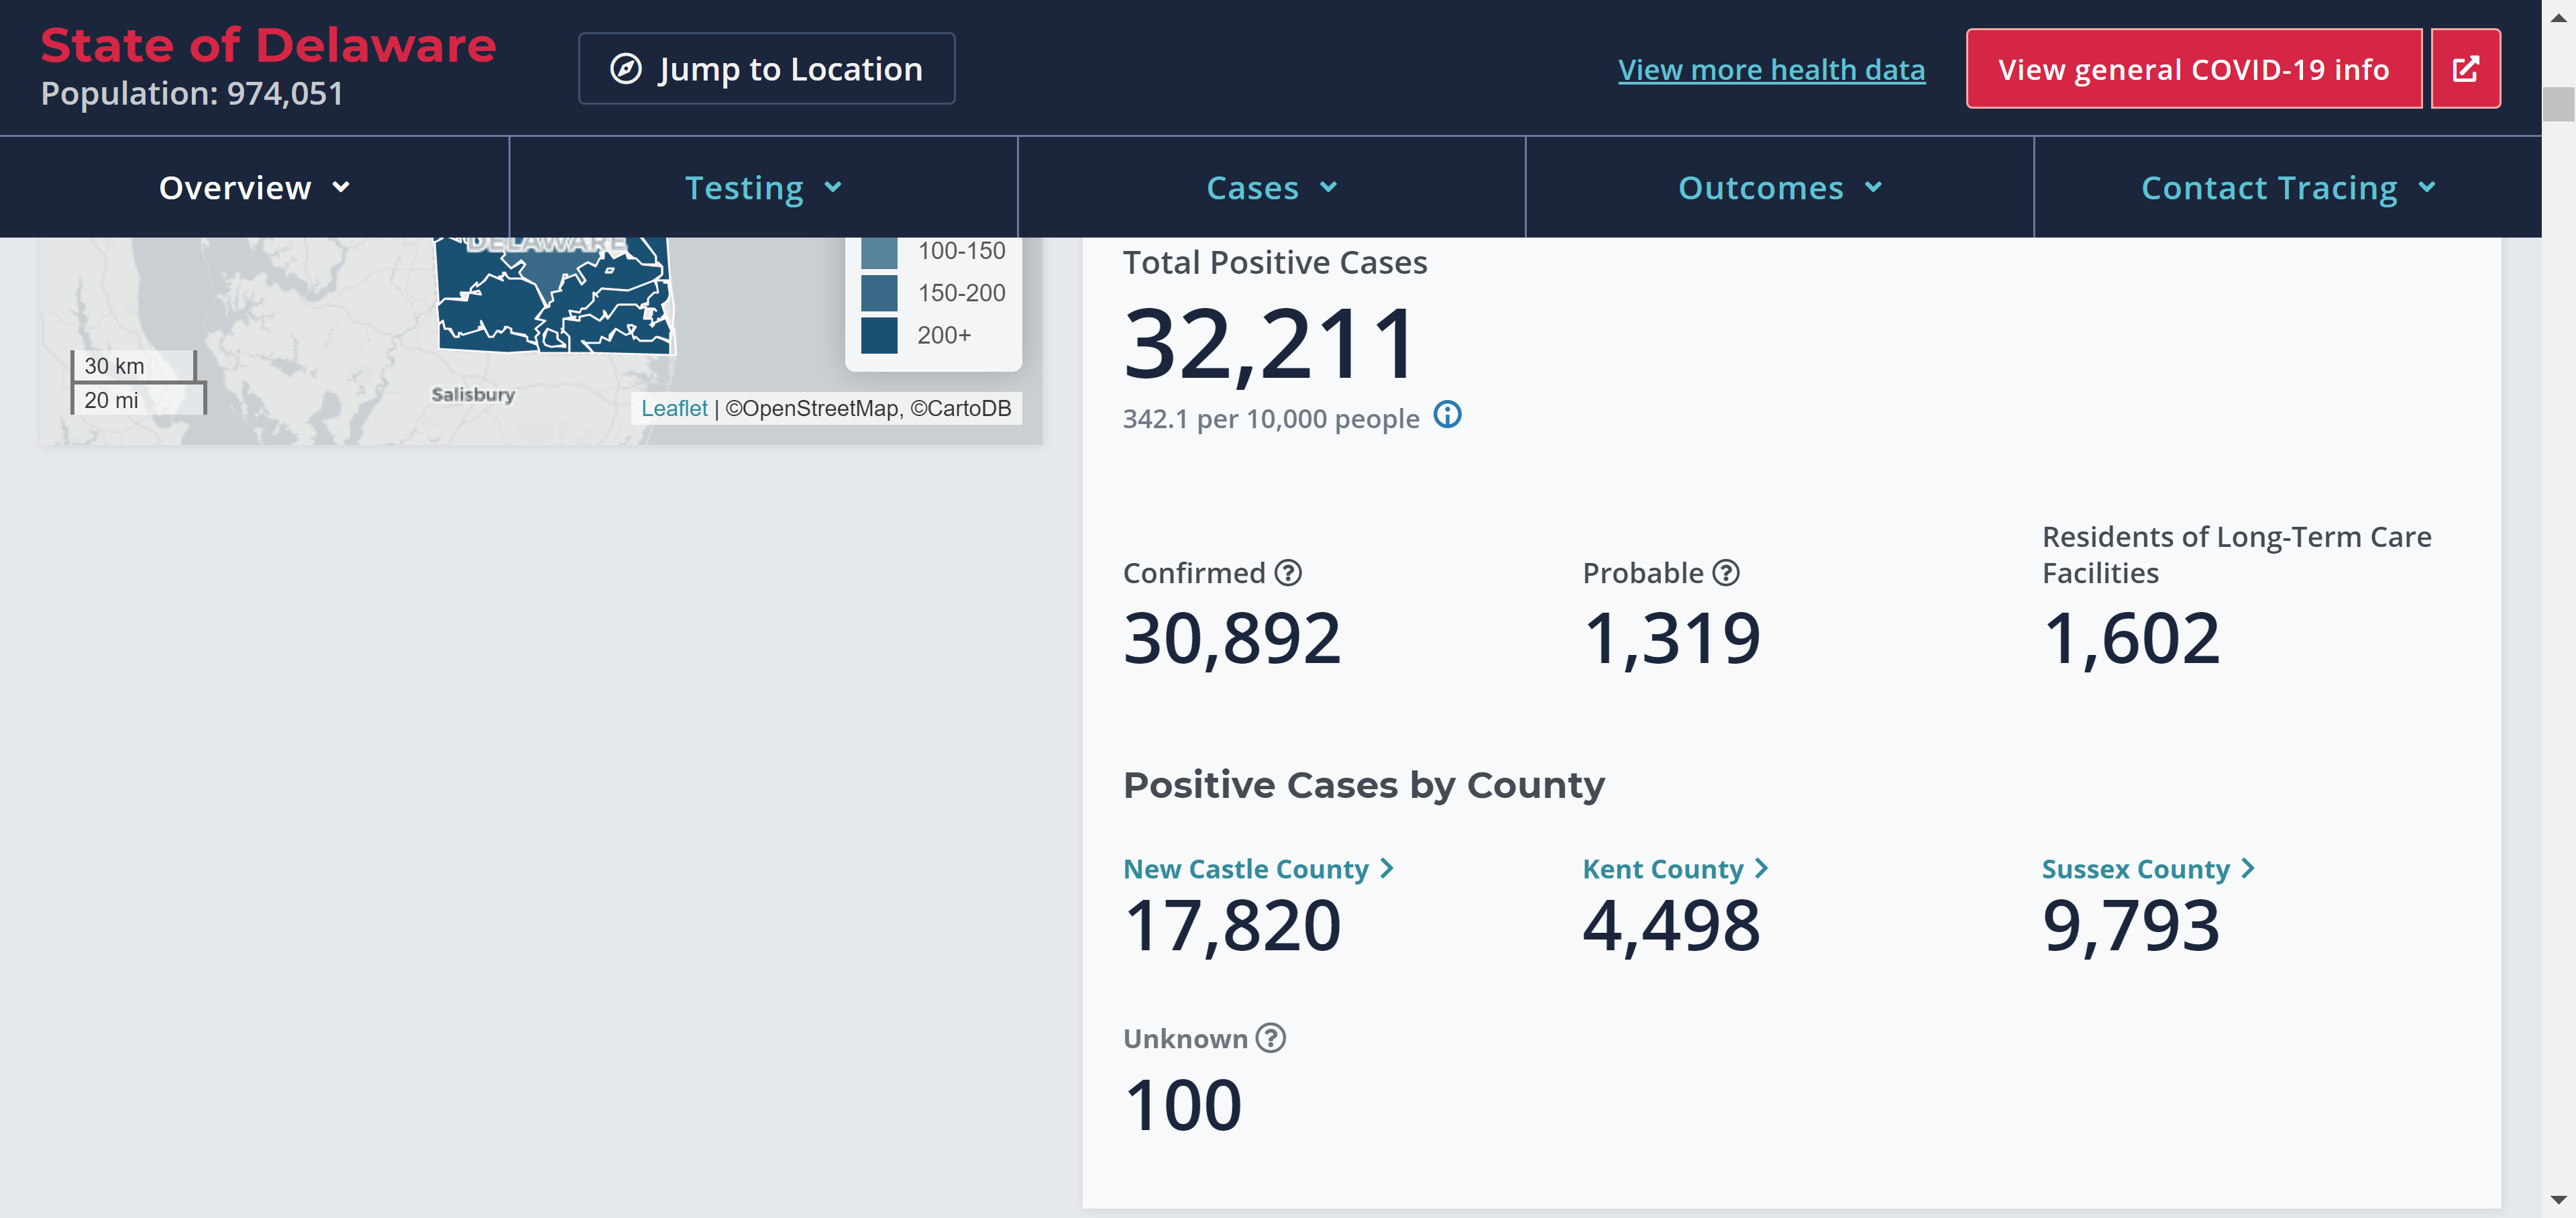 State of Delaware
Population: 974,051
Jump to Location
View more health data
View general COVID-19 info
Overview
Testing
Cases
Outcomes
Contact Tracing
DELAWARE
100-150
150-200
200+
30 km
20 mi
Salisbury
Leaflet | ©OpenStreetMap, ©CartoDB
Total Positive Cases
32,211
342.1 per 10,000 people
Confirmed
30,892
Probable
1,319
Residents of Long-Term Care
Facilities
1,602
Positive Cases by County
New Castle County
17,820
Kent County
4,498
Sussex County
9,793
Unknown
100